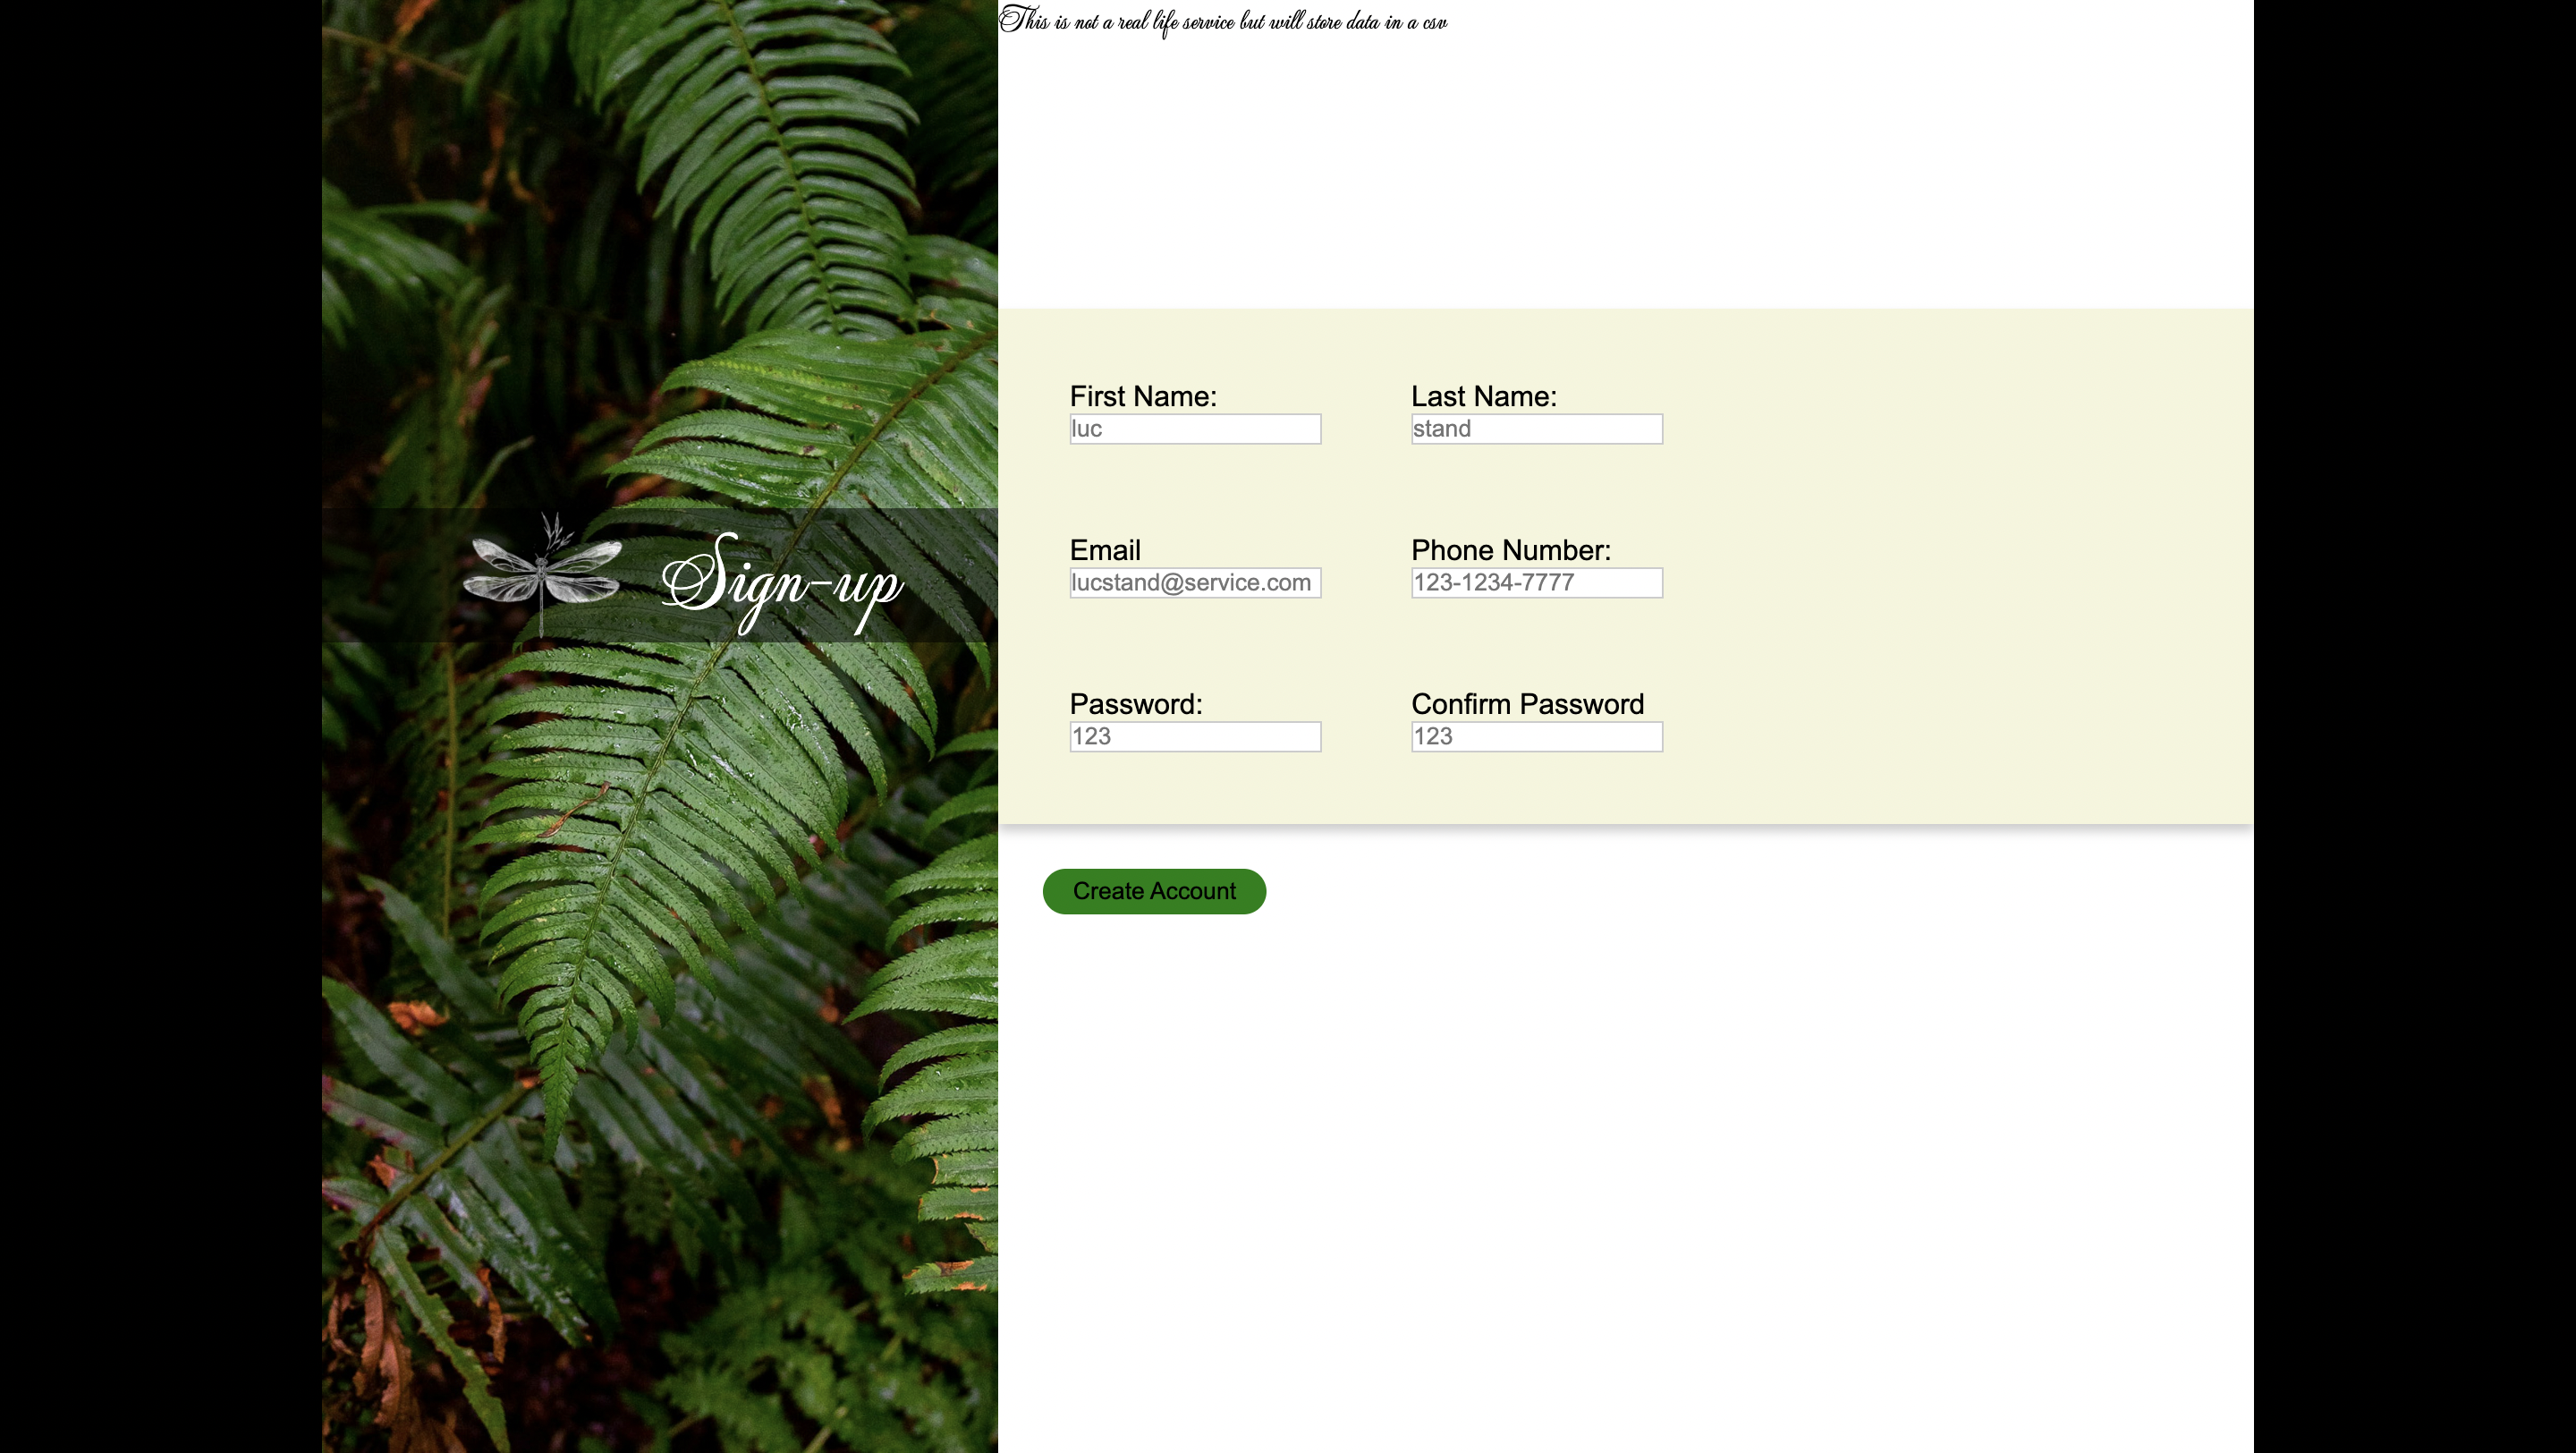 This is not a real life service but will store data in a csv
Sign-up
First Name:
Last Name:
luc
stand
Email
Phone Number:
lucstand@service.com
123-1234-7777
Password:
Confirm Password
123
123
Create Account